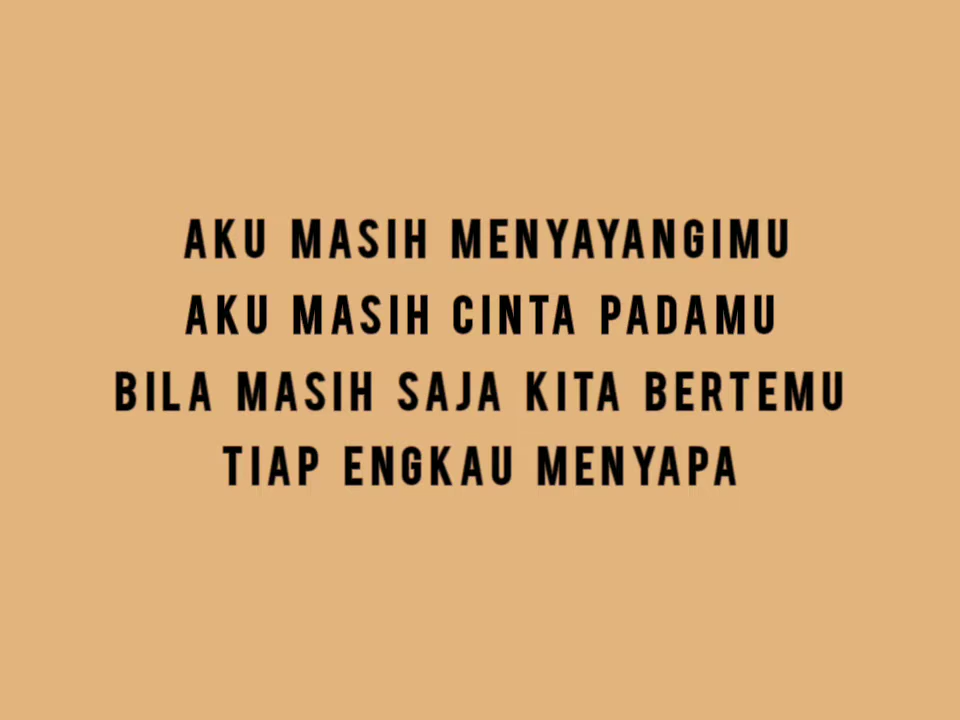 AKU MASIH MENYAYANGIMU
AKU MASIH CINTA PADAMU
BILA MASIH SAJA KITA BERTEMU
TIAP ENGKAU MENYAPA